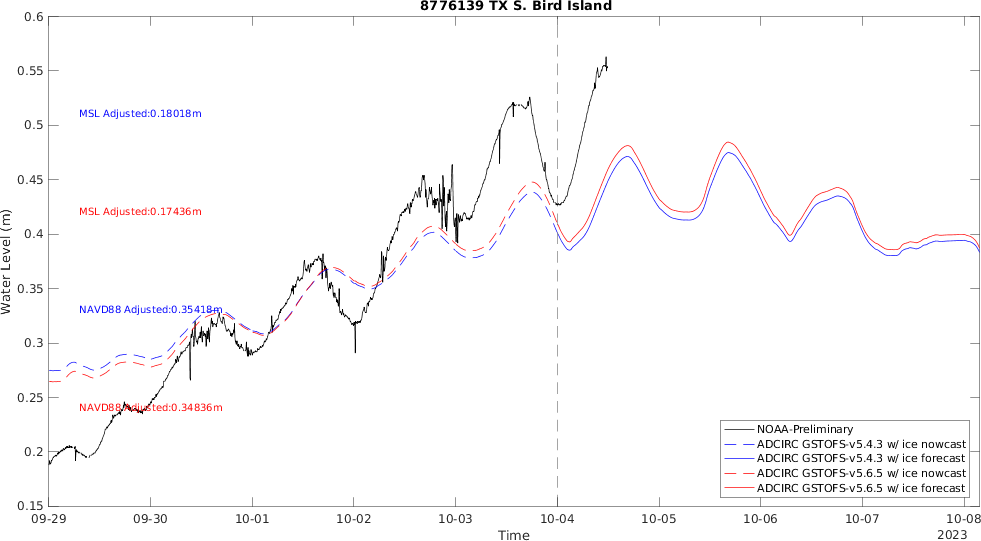 8776139 TX S. Bird Island
0.6
0.55
0.5
0.45
0.4
0.35
0.3
0.25
0.2
0.15
Water Level (m)
MSL Adjusted:0.18018m
MSL Adjusted:0.17436m
NAVD88 Adjusted:0.35418m
NAVD88 Adjusted:0.34836m
NOAA-Preliminary
ADCIRC GSTOFS-v5.4.3 w/ ice nowcast
ADCIRC GSTOFS-v5.4.3 w/ ice forecast
ADCIRC GSTOFS-v5.6.5 w/ ice nowcast
ADCIRC GSTOFS-v5.6.5 w/ ice forecast
09-29 09-30 10-01 10-02 10-03 10-04 10-05 10-06 10-07 10-08
Time
2023